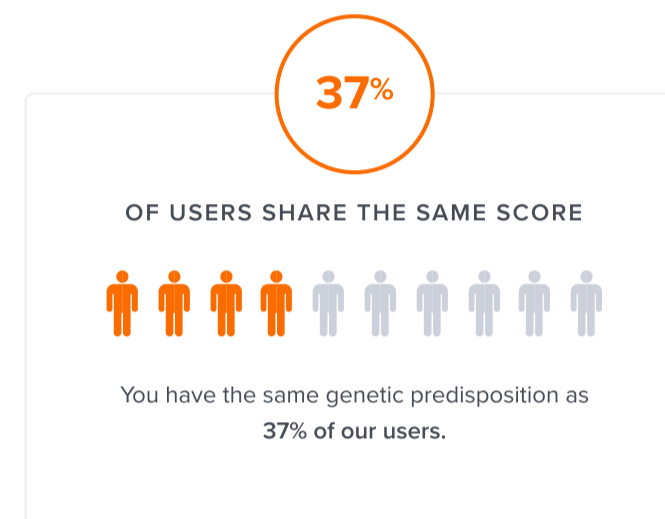 37%
OF USERS SHARE THE SAME SCORE
You have the same genetic predisposition as
37% of our users.